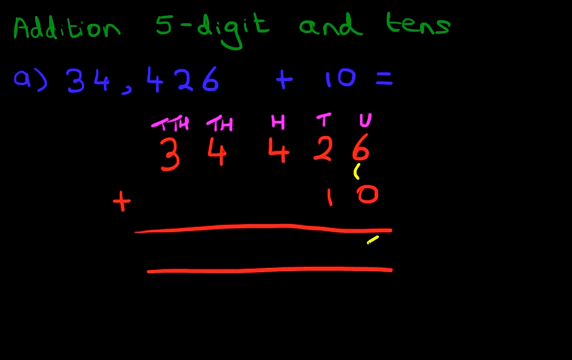 Addition 5-digit and tens
a) 34,426 + 10 =
TTH TH H T U
3 4 4 2 6
+ 1 0